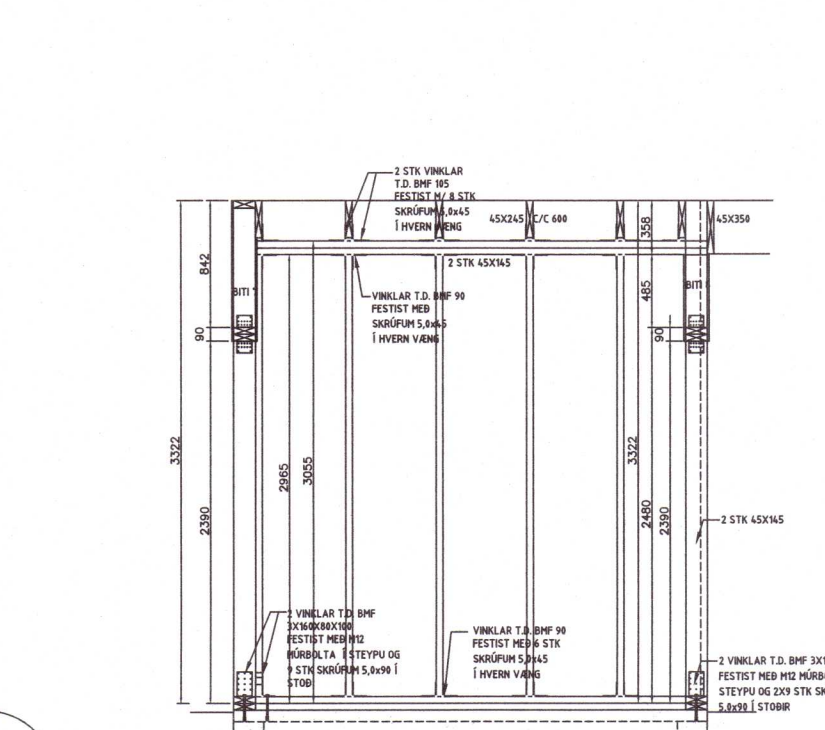 2 STK VINKLAR
T.D. BMF 105
FESTIST M/ 8 STK
SKRÚFUM 5,0x45
Í HVERN VÆNG
45X245 C/C 600
358
45X350
2 STK 45X145
842
BITI
VINKLAR T.D. BMF 90
FESTIST MEÐ
SKRÚFUM 5,0x45
Í HVERN VÆNG
485
BITI
90
90
3322
2965
3055
2390
3322
2480
2390
2 STK 45X145
2 VINKLAR T.D. BMF
3X160X80X100
FESTIST MEÐ M12
MÚRBOLTA Í STEYPU OG
9 STK SKRÚFUM 5,0x90 Í
STOÐ
VINKLAR T.D. BMF 90
FESTIST MEÐ 6 STK
SKRÚFUM 5,0x45
Í HVERN VÆNG
2 VINKLAR T.D. BMF 3X1
FESTIST MEÐ M12 MÚRBO
STEYPU OG 2X9 STK SK
5,0x90 Í STOÐIR